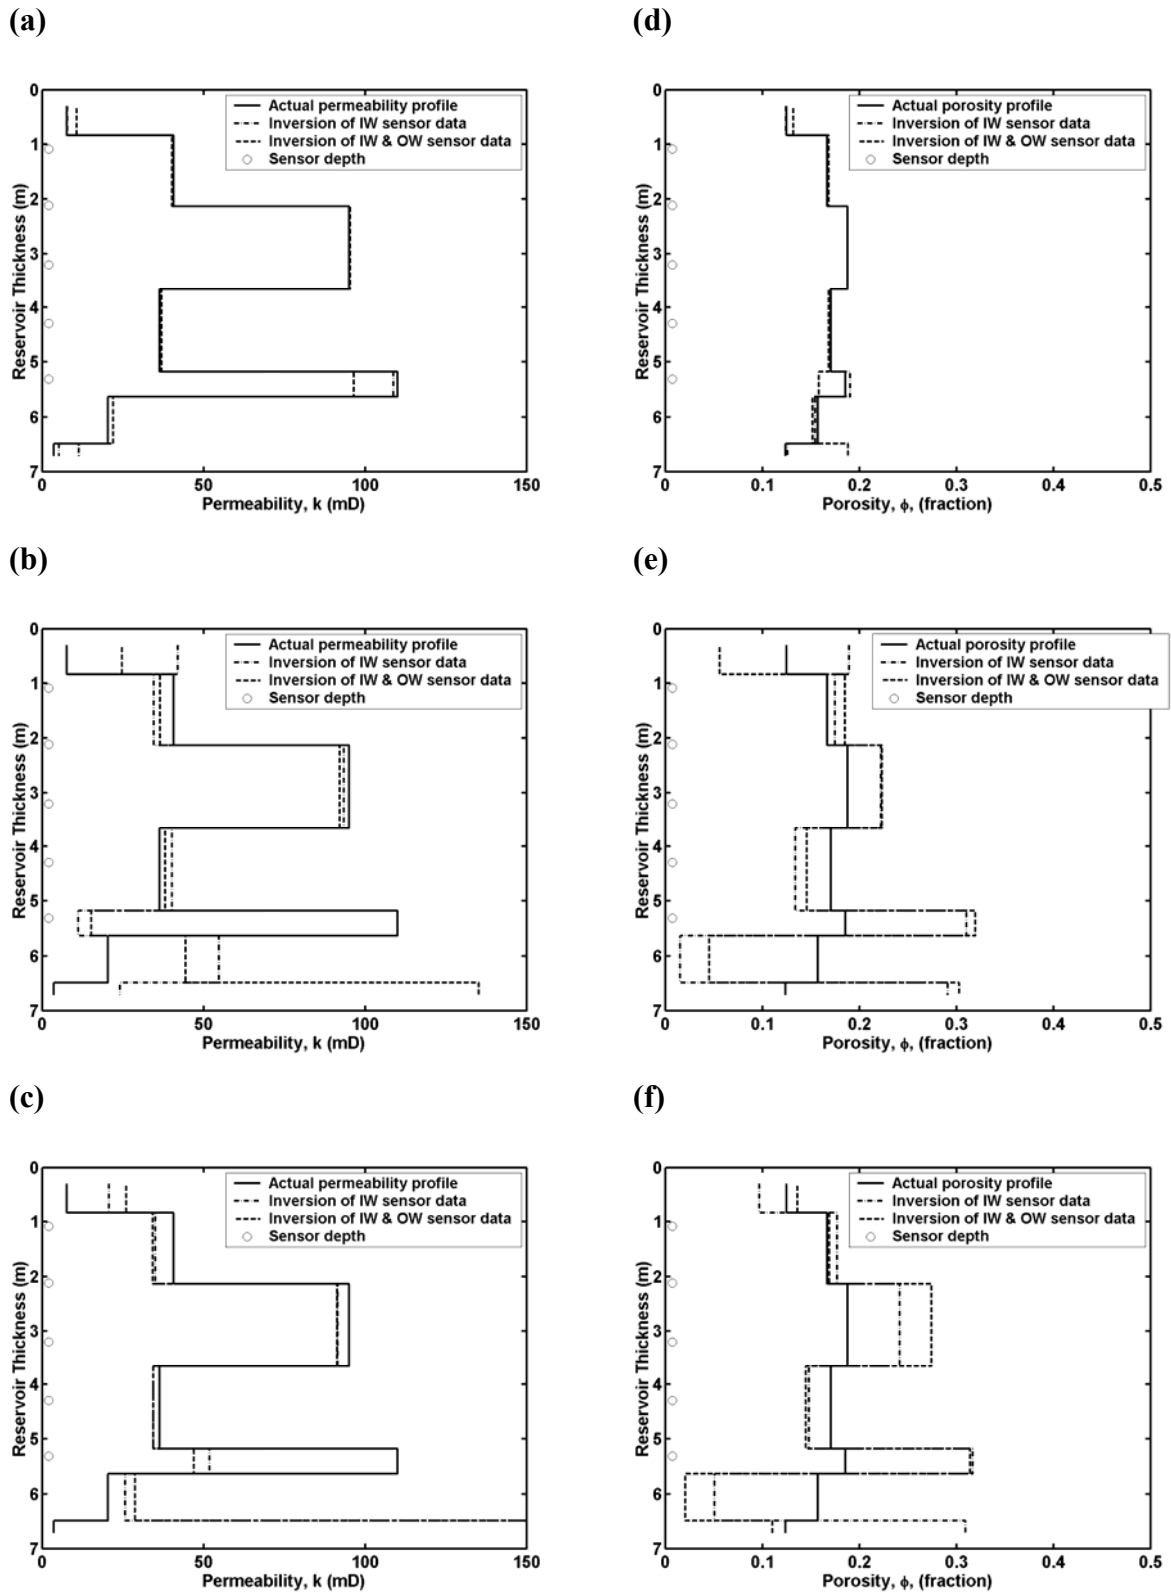 (a)
0
1
2
3
4
5
6
7
Reservoir Thickness (m)
Actual permeability profile
Inversion of IW sensor data
Inversion of IW & OW sensor data
Sensor depth
0 50 100 150
Permeability, k (mD)
(d)
0
1
2
3
4
5
6
7
Reservoir Thickness (m)
Actual porosity profile
Inversion of IW sensor data
Inversion of IW & OW sensor data
Sensor depth
0 0.1 0.2 0.3 0.4 0.5
Porosity, ϕ, (fraction)
(b)
0
1
2
3
4
5
6
7
Reservoir Thickness (m)
Actual permeability profile
Inversion of IW sensor data
Inversion of IW & OW sensor data
Sensor depth
0 50 100 150
Permeability, k (mD)
(e)
0
1
2
3
4
5
6
7
Reservoir Thickness (m)
Actual porosity profile
Inversion of IW sensor data
Inversion of IW & OW sensor data
Sensor depth
0 0.1 0.2 0.3 0.4 0.5
Porosity, ϕ, (fraction)
(c)
0
1
2
3
4
5
6
7
Reservoir Thickness (m)
Actual permeability profile
Inversion of IW sensor data
Inversion of IW & OW sensor data
Sensor depth
0 50 100 150
Permeability, k (mD)
(f)
0
1
2
3
4
5
6
7
Reservoir Thickness (m)
Actual porosity profile
Inversion of IW sensor data
Inversion of IW & OW sensor data
Sensor depth
0 0.1 0.2 0.3 0.4 0.5
Porosity, ϕ, (fraction)